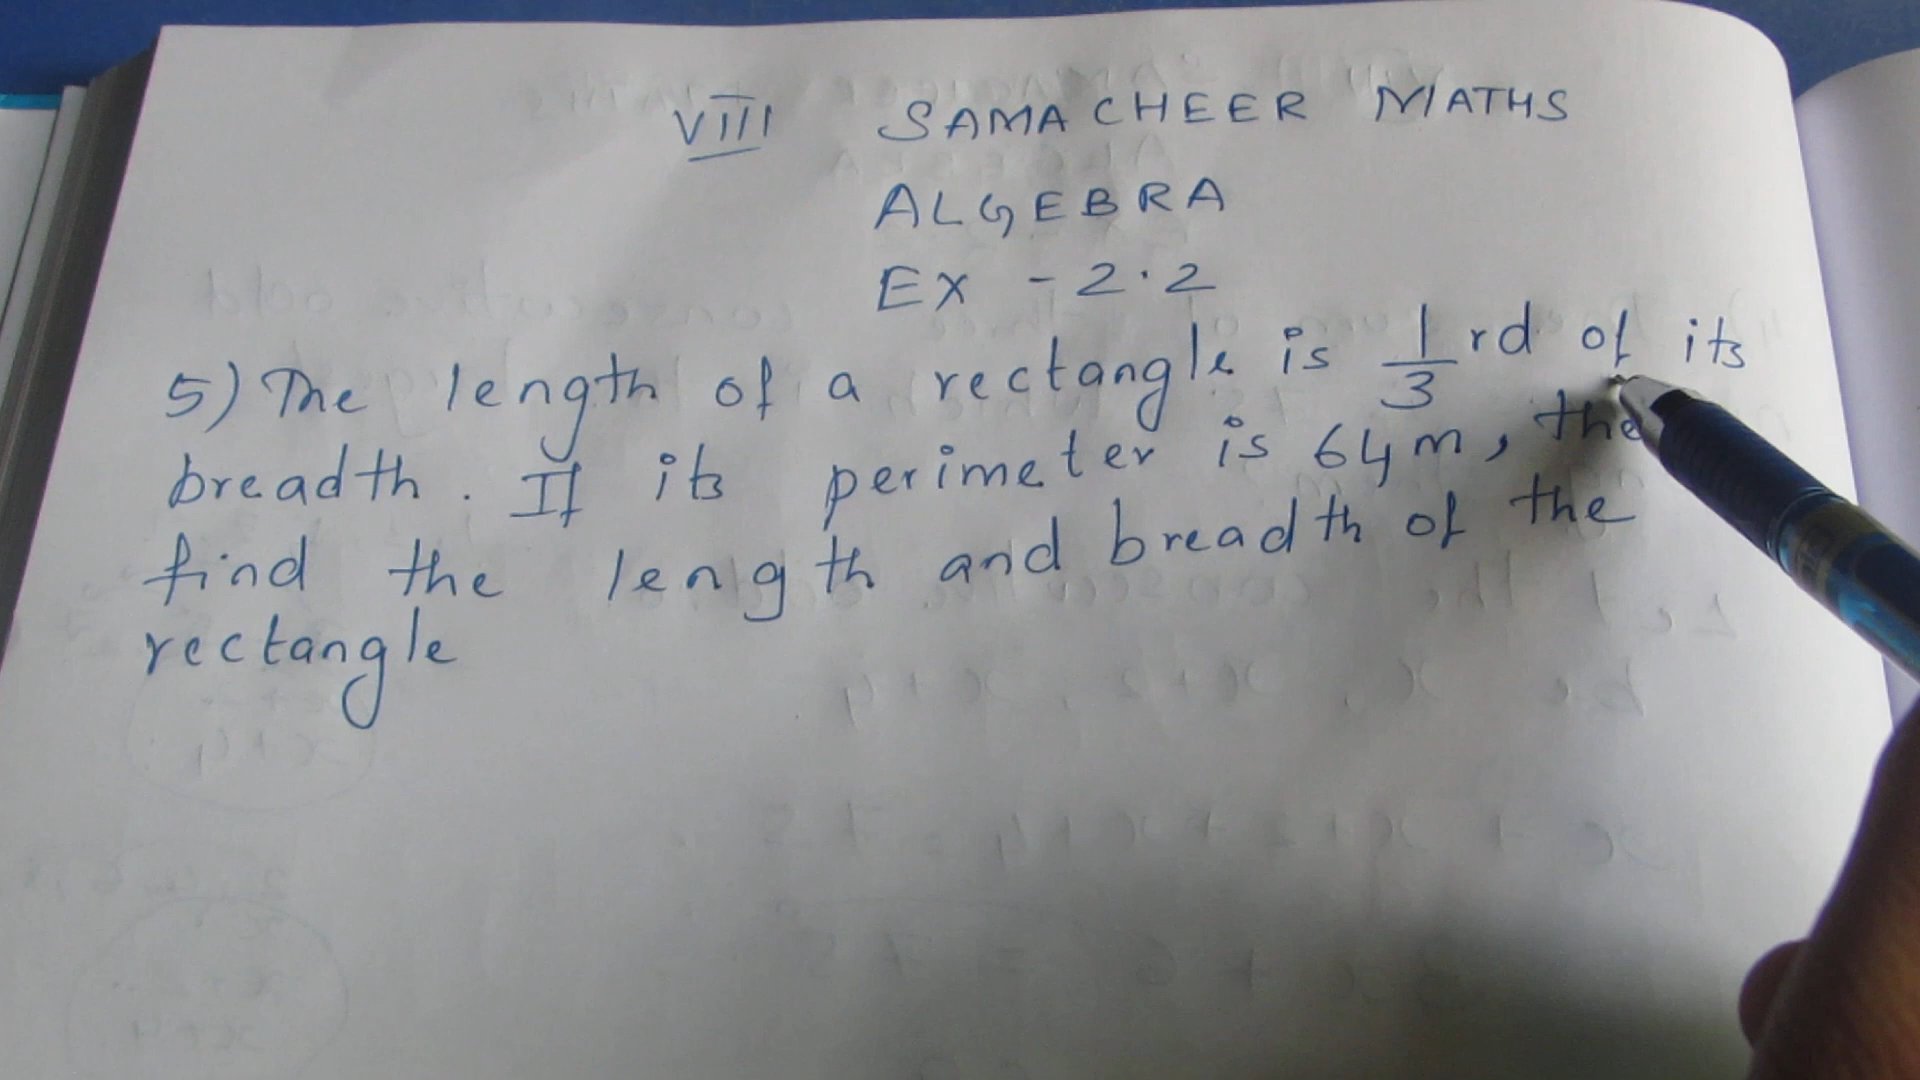 VIII SAMACHEER MATHS
ALGEBRA
EX - 2.2
5) The length of a rectangle is 1/3 rd of its
breadth. If its perimeter is 64m, the
find the length and breadth of the
rectangle